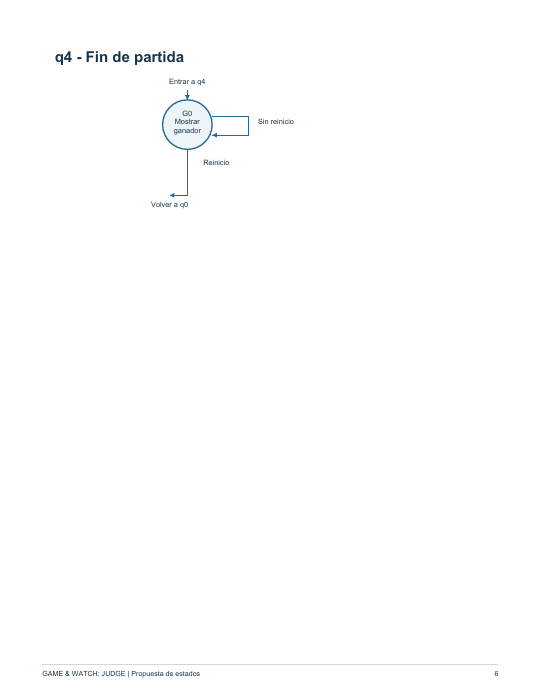 q4 - Fin de partida
Entrar a q4
G0
Mostrar
ganador
Sin reinicio
Reinicio
Volver a q0
GAME & WATCH: JUDGE | Propuesta de estados
6